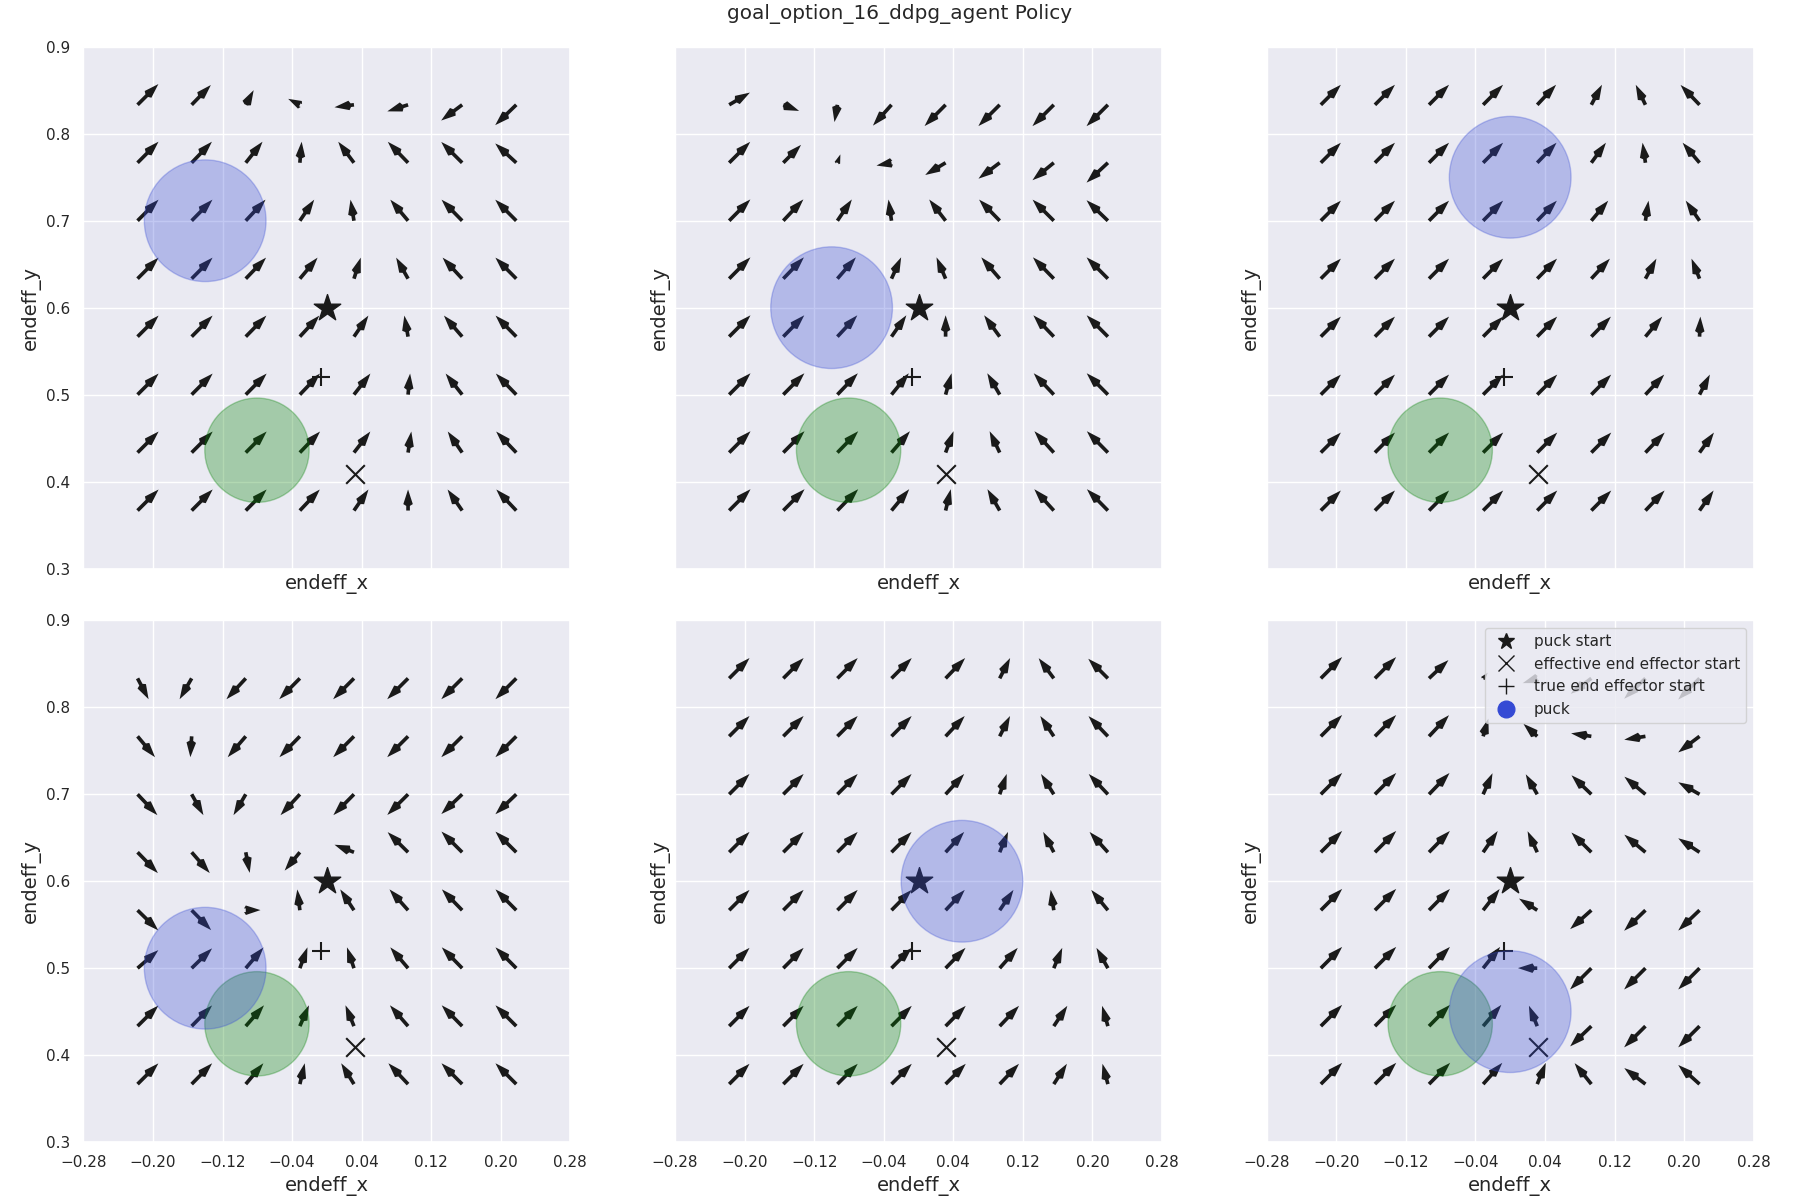 goal_option_16_ddpg_agent Policy
0.9
0.8
0.7
0.6
0.5
0.4
0.3
endeff_y
endeff_x
endeff_y
endeff_x
endeff_y
endeff_x
0.9
0.8
0.7
0.6
0.5
0.4
0.3
endeff_y
−0.28 −0.20 −0.12 −0.04 0.04 0.12 0.20 0.28
endeff_x
endeff_y
−0.28 −0.20 −0.12 −0.04 0.04 0.12 0.20 0.28
endeff_x
puck start
effective end effector start
true end effector start
puck
endeff_y
−0.28 −0.20 −0.12 −0.04 0.04 0.12 0.20 0.28
endeff_x